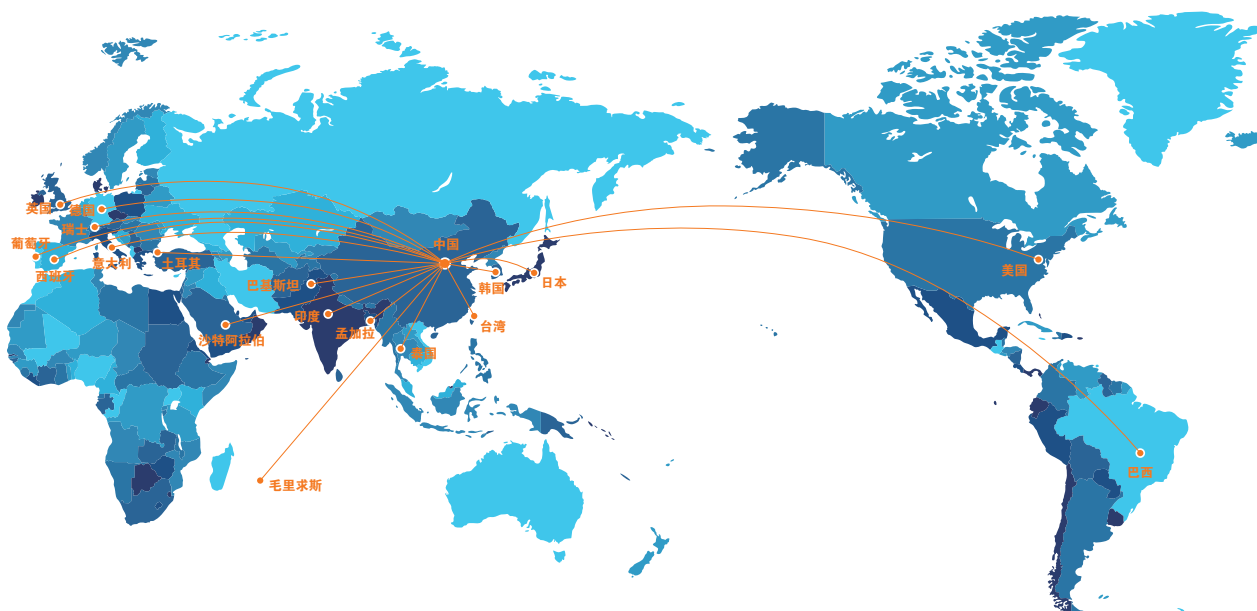 英国
德国
瑞士
葡萄牙
中国
西班牙
意大利
土耳其
美国
巴基斯坦
韩国
日本
印度
台湾
孟加拉
沙特阿拉伯
泰国
巴西
毛里求斯